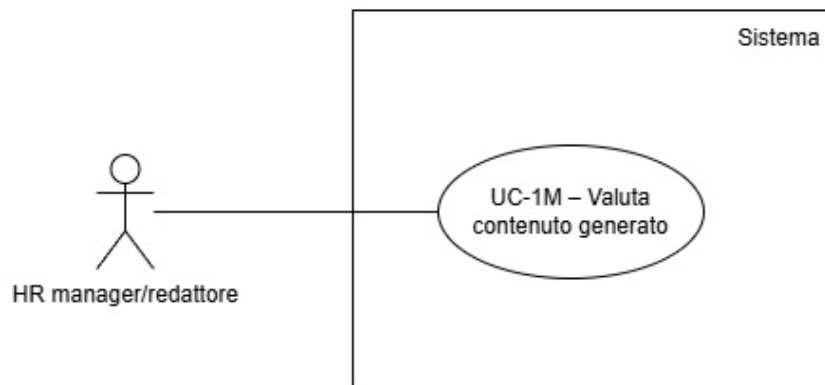 Sistema
UC-1M – Valuta
contenuto generato
HR manager/redattore